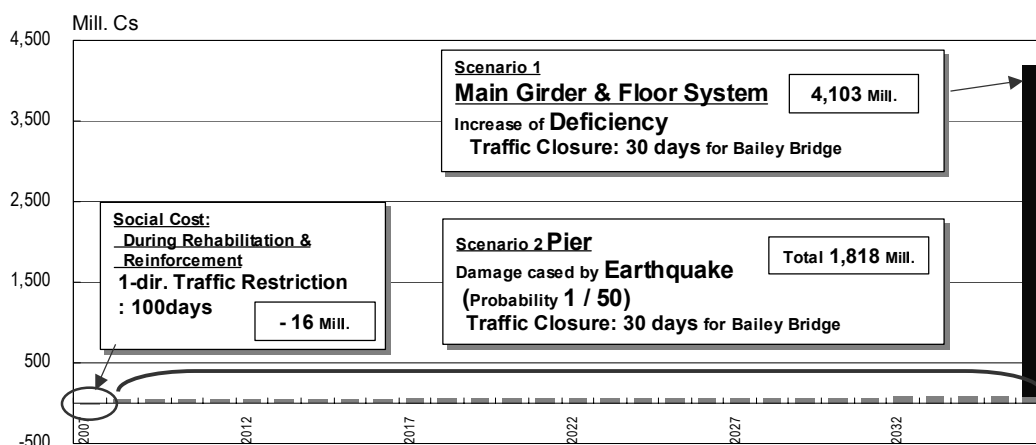 Mill. Cs
4,500
3,500
2,500
1,500
500
-500
Scenario 1
Main Girder & Floor System
4,103 Mill.
Increase of Deficiency
Traffic Closure: 30 days for Bailey Bridge
Social Cost:
During Rehabilitation &
Reinforcement
1-dir. Traffic Restriction
: 100days
- 16 Mill.
Scenario 2 Pier
Total 1,818 Mill.
Damage cased by Earthquake
(Probability 1 / 50)
Traffic Closure: 30 days for Bailey Bridge
2007
2012
2017
2022
2027
2032